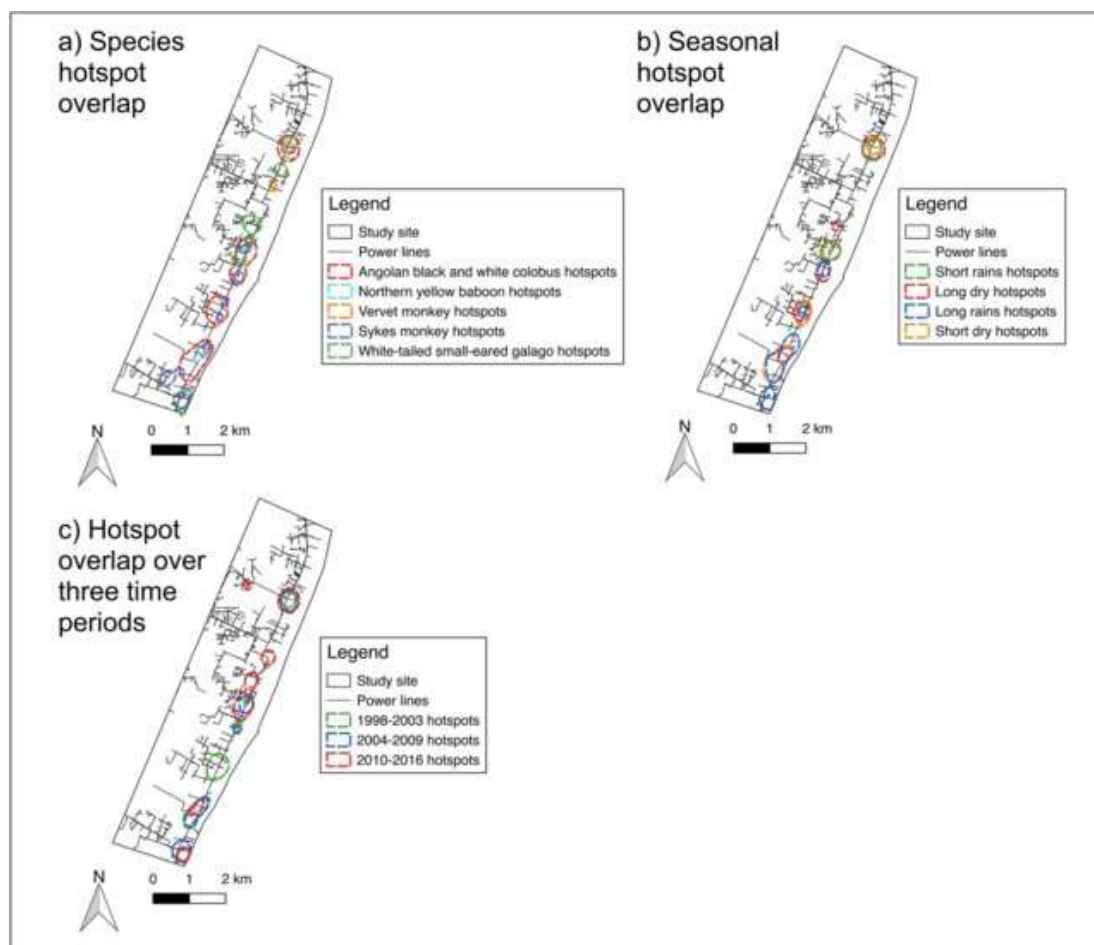 a) Species
hotspot
overlap
Legend
Study site
Power lines
Angolan black and white colobus hotspots
Northern yellow baboon hotspots
Vervet monkey hotspots
Sykes monkey hotspots
White-tailed small-eared galago hotspots
N
0 1 2 km
b) Seasonal
hotspot
overlap
Legend
Study site
Power lines
Short rains hotspots
Long dry hotspots
Long rains hotspots
Short dry hotspots
N
0 1 2 km
c) Hotspot
overlap over
three time
periods
Legend
Study site
Power lines
1998-2003 hotspots
2004-2009 hotspots
2010-2016 hotspots
N
0 1 2 km